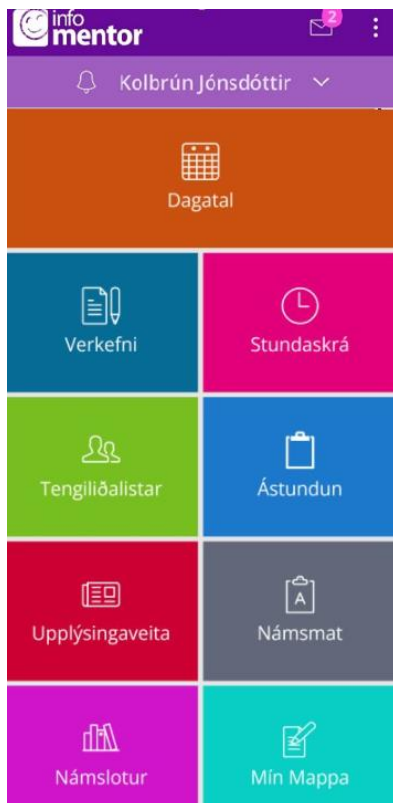 info
mentor
2
Kolbrún Jónsdóttir
Dagatal
Verkefni
Stundaskrá
Tengiliðalistar
Ástundun
Upplýsingaveita
A
Námsmat
Námslotur
Mín Mappa